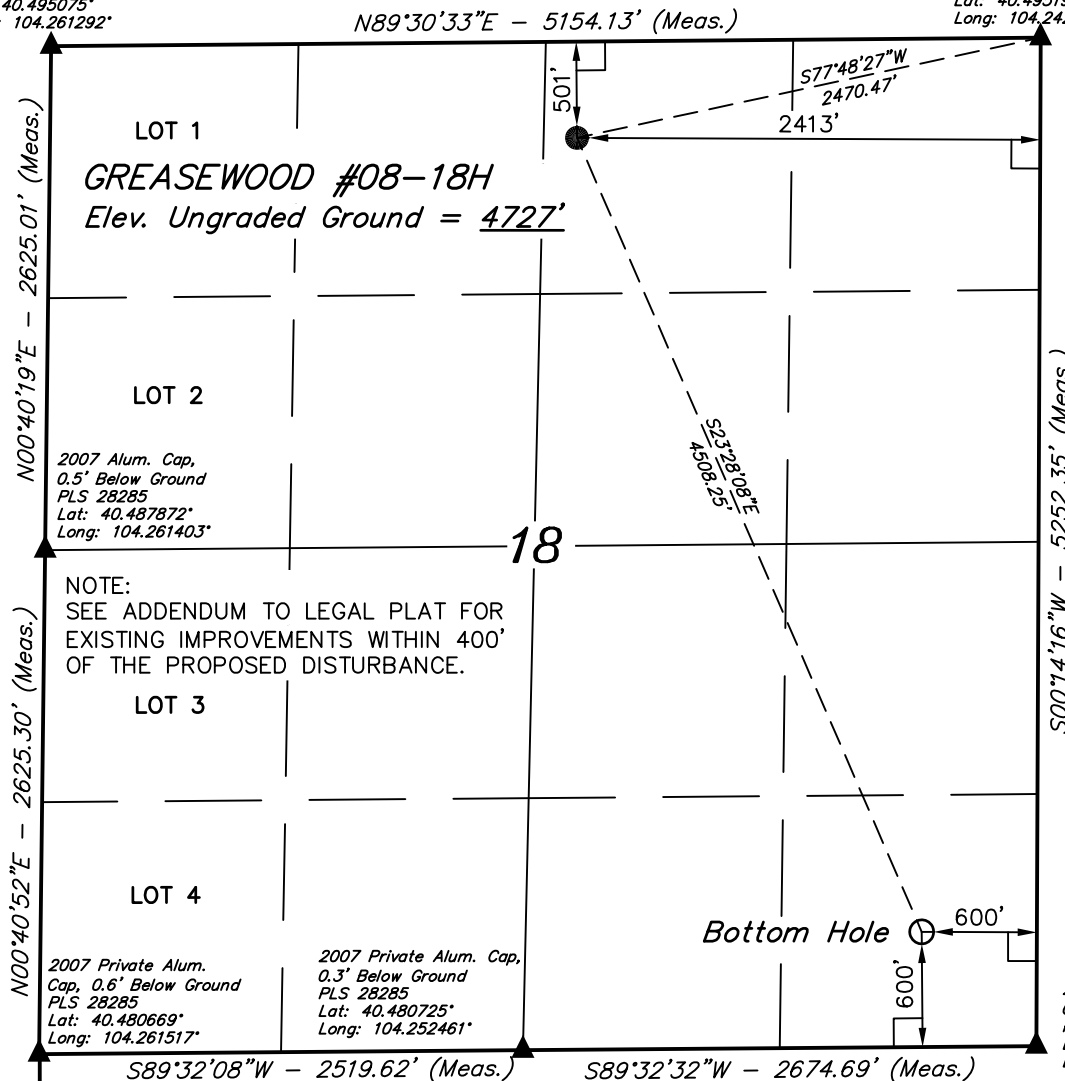 40.495075°
104.261292°
N89°30'33"E – 5154.13' (Meas.)
Lat: 40.4951
Long: 104.24
S77°48'27"W
2470.47'
501'
2413'
LOT 1
GREASEWOOD #08-18H
Elev. Ungraded Ground = 4727'
N00°40'19"E – 2625.01' (Meas.)
LOT 2
S23°28'08"E
4508.25'
S00°14'16"W – 5252.35' (Meas.)
2007 Alum. Cap,
0.5' Below Ground
PLS 28285
Lat: 40.487872°
Long: 104.261403°
18
NOTE:
SEE ADDENDUM TO LEGAL PLAT FOR
EXISTING IMPROVEMENTS WITHIN 400'
OF THE PROPOSED DISTURBANCE.
N00°40'52"E – 2625.30' (Meas.)
LOT 3
LOT 4
Bottom Hole
600'
600'
2007 Private Alum.
Cap, 0.6' Below Ground
PLS 28285
Lat: 40.480669°
Long: 104.261517°
2007 Private Alum. Cap,
0.3' Below Ground
PLS 28285
Lat: 40.480725°
Long: 104.252461°
S89°32'08"W – 2519.62' (Meas.)
S89°32'32"W – 2674.69' (Meas.)